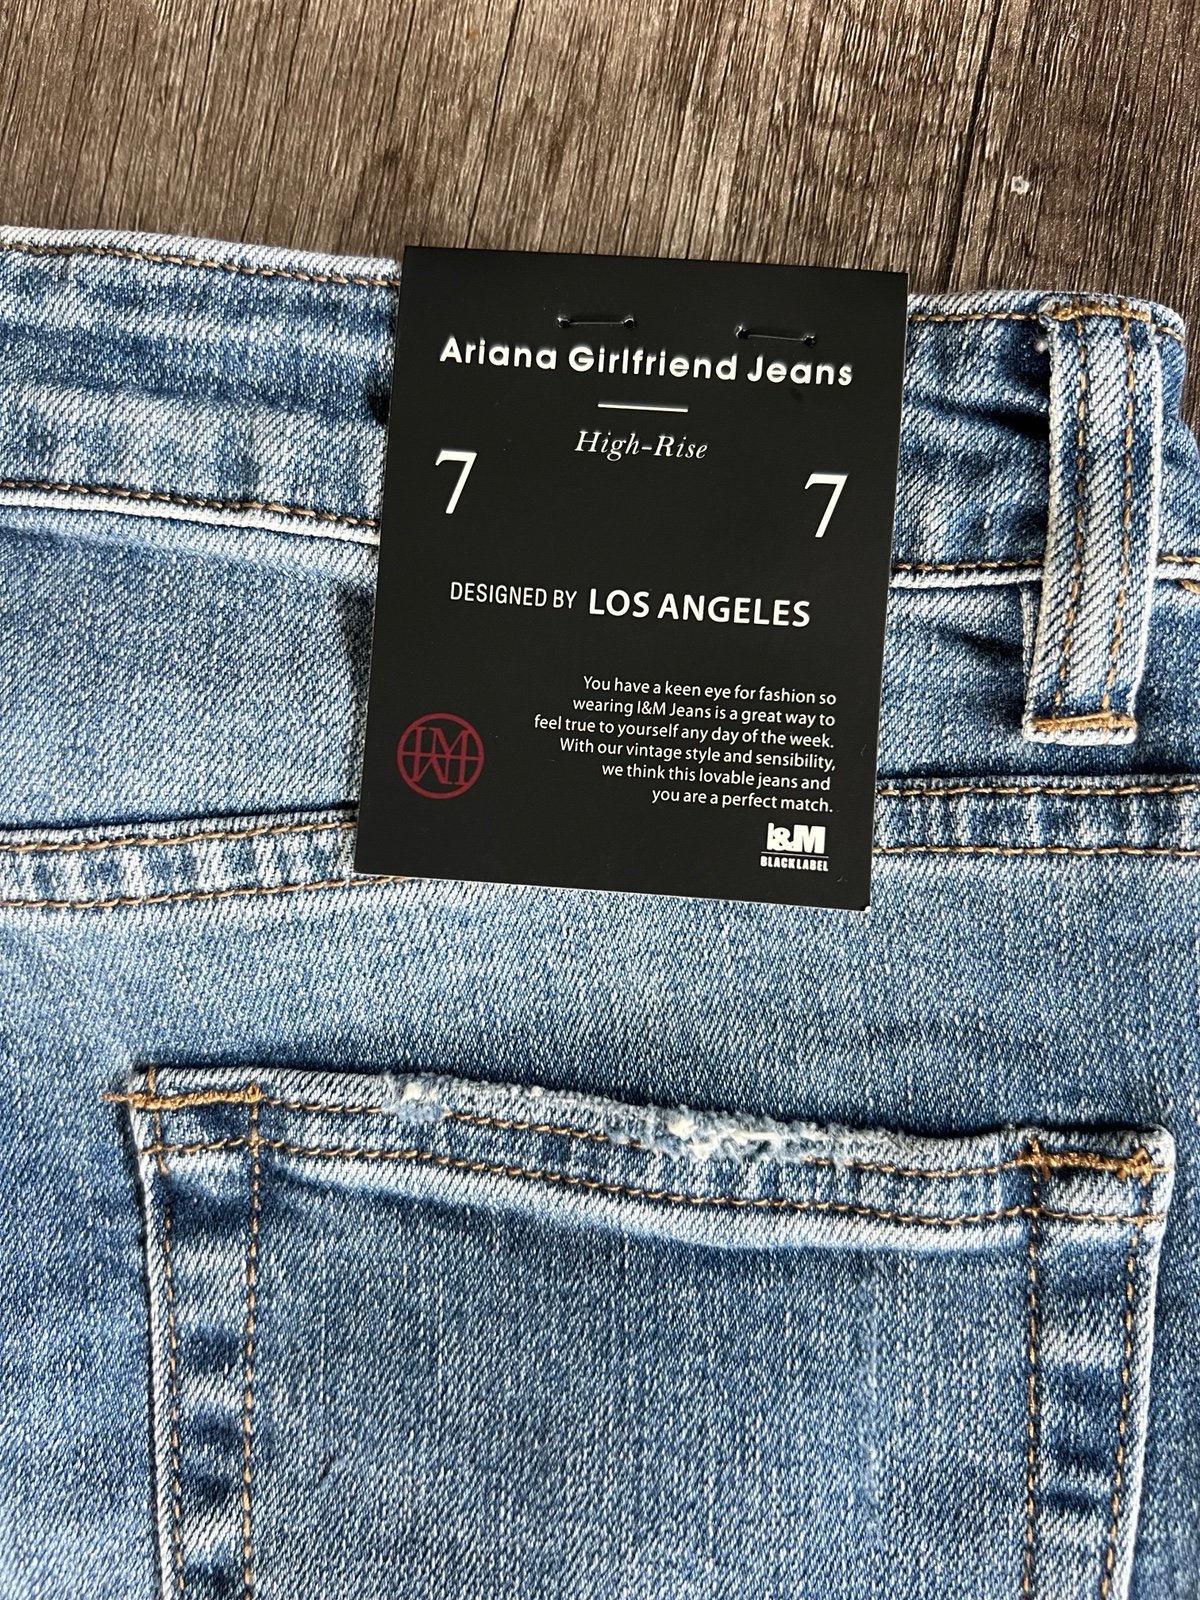 Ariana Girlfriend Jeans
High-Rise
7 7
DESIGNED BY LOS ANGELES
You have a keen eye for fashion so
wearing I&M Jeans is a great way to
feel true to yourself any day of the week.
With our vintage style and sensibility,
we think this lovable jeans and
you are a perfect match.
I&M
BLACKLABEL